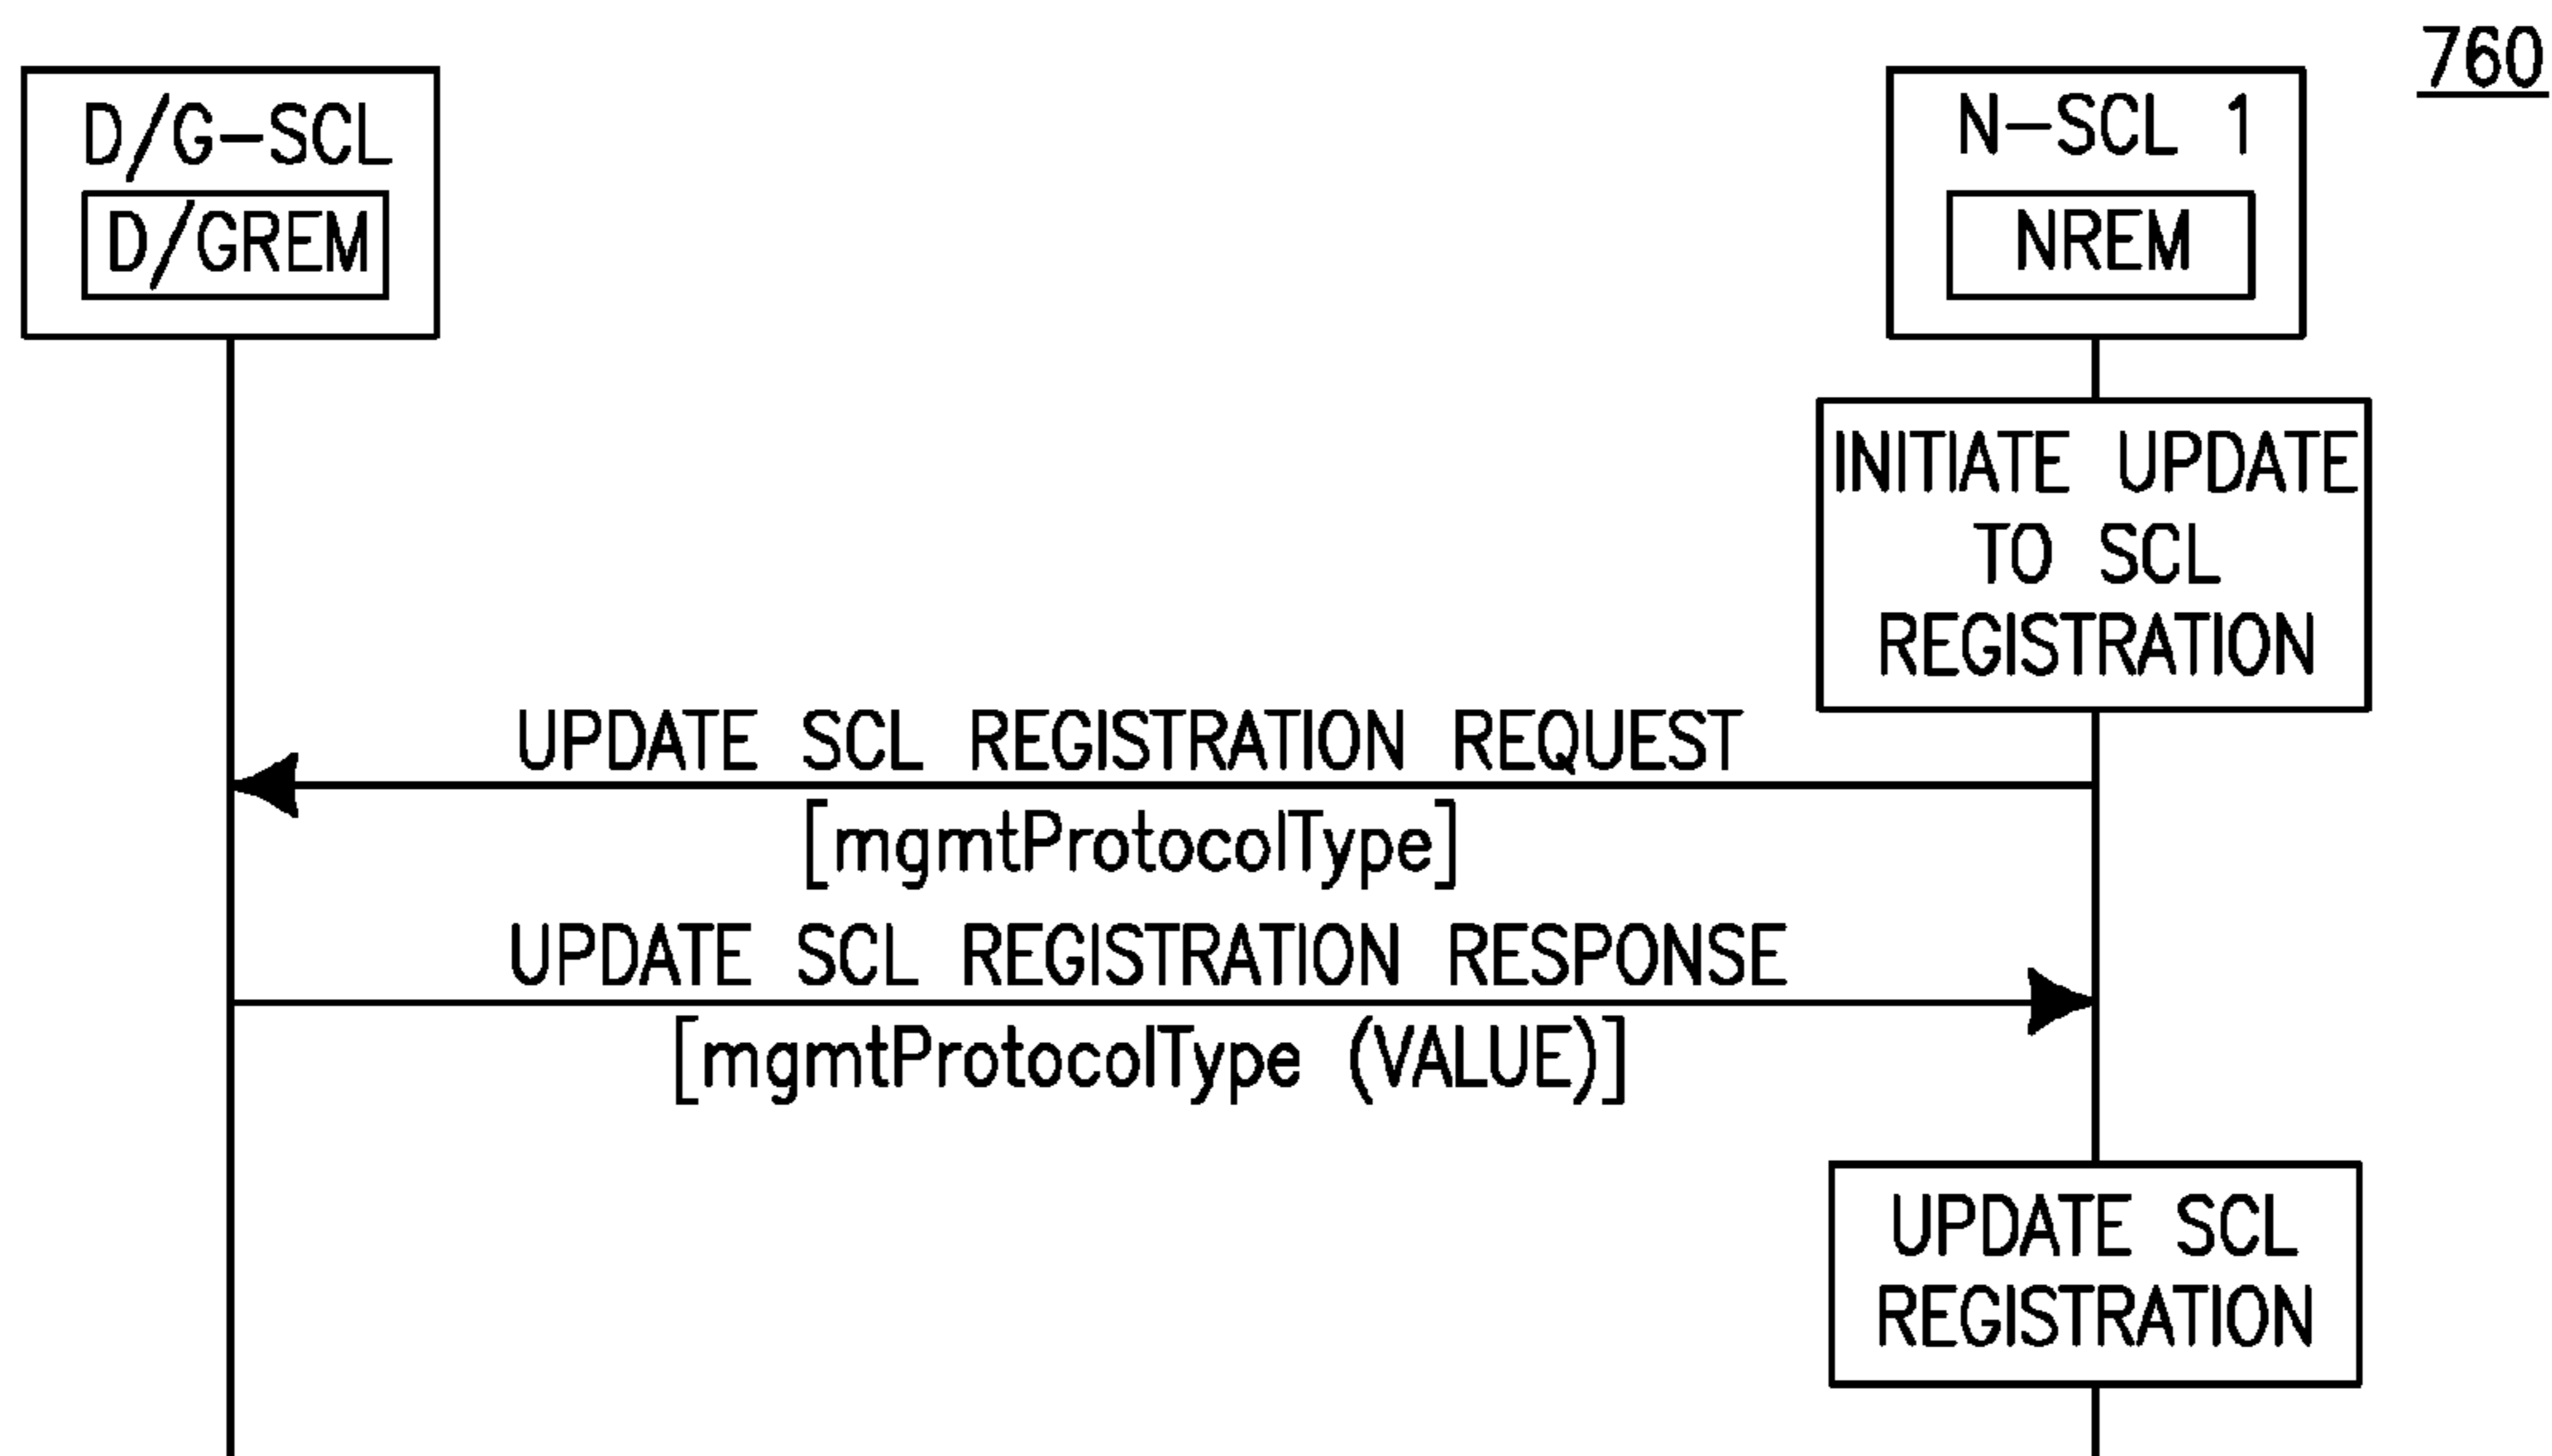 760
D/G-SCL
D/GREM
N-SCL 1
NREM
INITIATE UPDATE
TO SCL
REGISTRATION
UPDATE SCL REGISTRATION REQUEST
[mgmtProtocolType]
UPDATE SCL REGISTRATION RESPONSE
[mgmtProtocolType (VALUE)]
UPDATE SCL
REGISTRATION